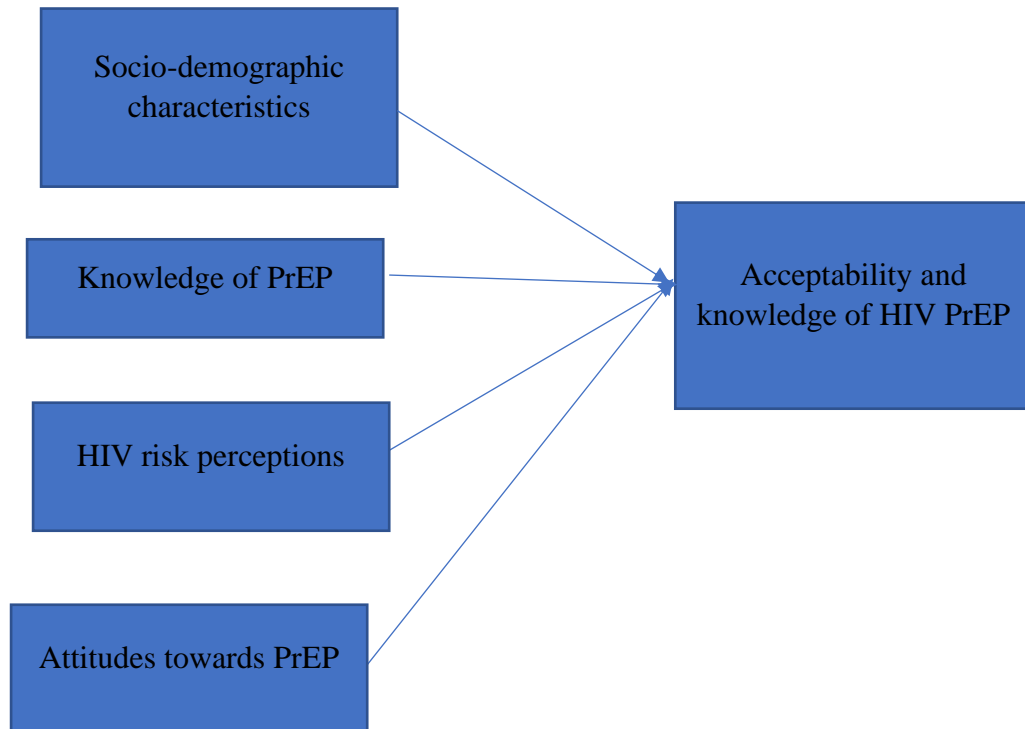 Socio-demographic
characteristics
Knowledge of PrEP
HIV risk perceptions
Attitudes towards PrEP
Acceptability and
knowledge of HIV PrEP